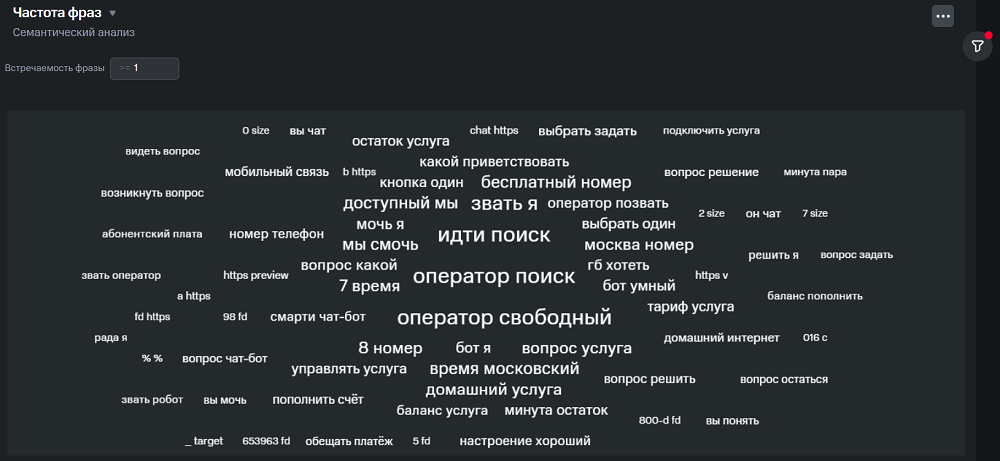 Частота фраз
Семантический анализ
Встречаемость фразы >= 1
0 size вы чат chat https выбрать задать подключить услуга
остаток услуга
видеть вопрос
какой приветствовать
мобильный связь b https вопрос решение минута пара
кнопка один бесплатный номер
возникнуть вопрос
доступный мы звать я оператор позвать
2 size он чат 7 size
мочь я выбрать один
абонентский плата номер телефон идти поиск
мы смочь москва номер
решить я вопрос задать
вопрос какой гб хотеть
звать оператор https preview оператор поиск https v
7 время бот умный
a https баланс пополнить
тариф услуга
fd https 98 fd смарти чат-бот оператор свободный
рада я домашний интернет 016 с
8 номер бот я вопрос услуга
% % вопрос чат-бот
управлять услуга время московский
вопрос решить вопрос остаться
домашний услуга
звать робот вы мочь пополнить счёт
баланс услуга минута остаток
800-d fd вы понять
_ target 653963 fd обещать платёж 5 fd настроение хороший